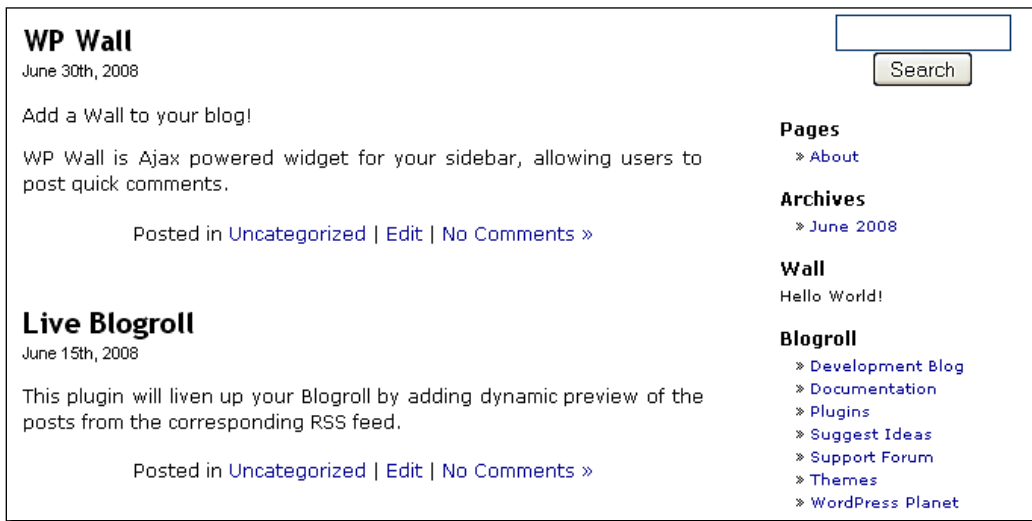 WP Wall
June 30th, 2008
Add a Wall to your blog!
WP Wall is Ajax powered widget for your sidebar, allowing users to
post quick comments.
Posted in Uncategorized | Edit | No Comments »
Live Blogroll
June 15th, 2008
This plugin will liven up your Blogroll by adding dynamic preview of the
posts from the corresponding RSS feed.
Posted in Uncategorized | Edit | No Comments »
Search
Pages
» About
Archives
» June 2008
Wall
Hello World!
Blogroll
» Development Blog
» Documentation
» Plugins
» Suggest Ideas
» Support Forum
» Themes
» WordPress Planet